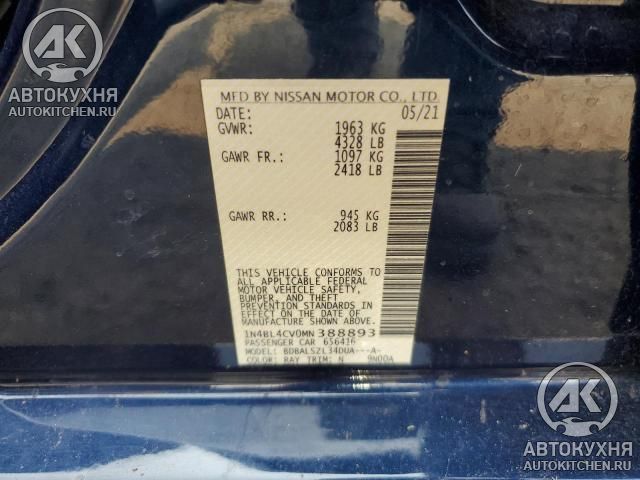 AK
АВТОКУХНЯ
AUTOKITCHEN.RU
MFD BY NISSAN MOTOR CO., LTD.
DATE: 05/21
GVWR: 1963 KG
4328 LB
GAWR FR.: 1097 KG
2418 LB
GAWR RR.: 945 KG
2083 LB
THIS VEHICLE CONFORMS TO
ALL APPLICABLE FEDERAL
MOTOR VEHICLE SAFETY,
BUMPER, AND THEFT
PREVENTION STANDARDS IN
EFFECT ON THE DATE OF
MANUFACTURE SHOWN ABOVE.
1N4BL4CV0MN388893
PASSENGER CAR 656416
MODEL: BDBALSZL34DUA---A-
COLOR: RAY TRIM: N 9N00A
AK
АВТОКУХНЯ
AUTOKITCHEN.RU